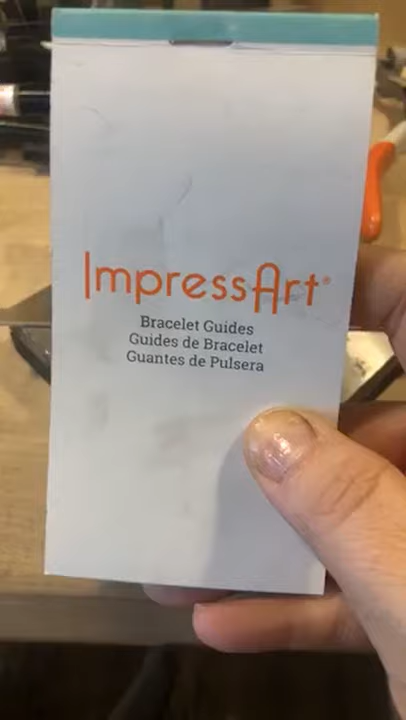 ImpressArt®
Bracelet Guides
Guides de Bracelet
Guantes de Pulsera